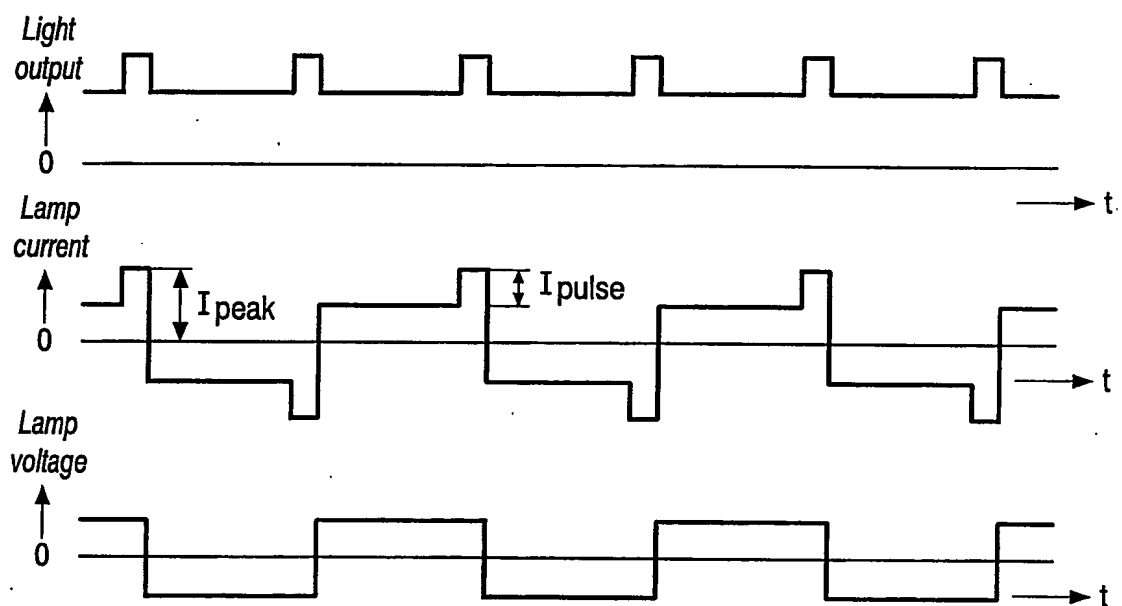 Light
output
0
t
Lamp
current
I peak
I pulse
0
t
Lamp
voltage
0
t